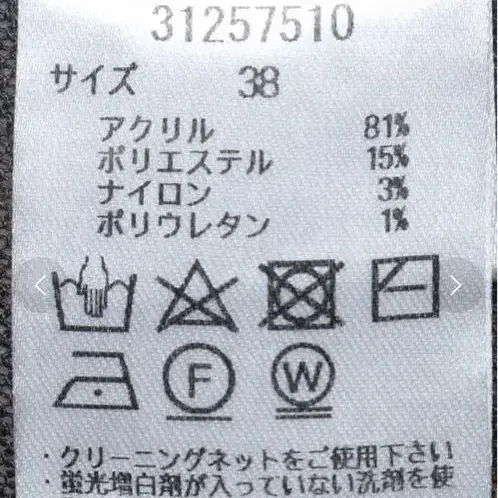 31257510
サイズ 38
アクリル 81%
ポリエステル 15%
ナイロン 3%
ポリウレタン 1%
F W
・クリーニングネットをご使用下さい
・蛍光増白剤が入っていない洗剤を使